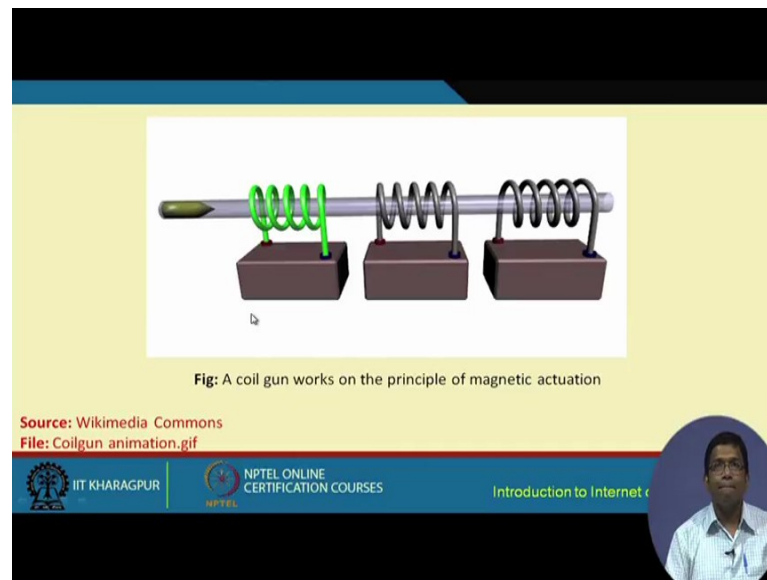 Fig: A coil gun works on the principle of magnetic actuation
Source: Wikimedia Commons
File: Coilgun animation.gif
IIT KHARAGPUR
NPTEL ONLINE
CERTIFICATION COURSES
NPTEL
Introduction to Internet